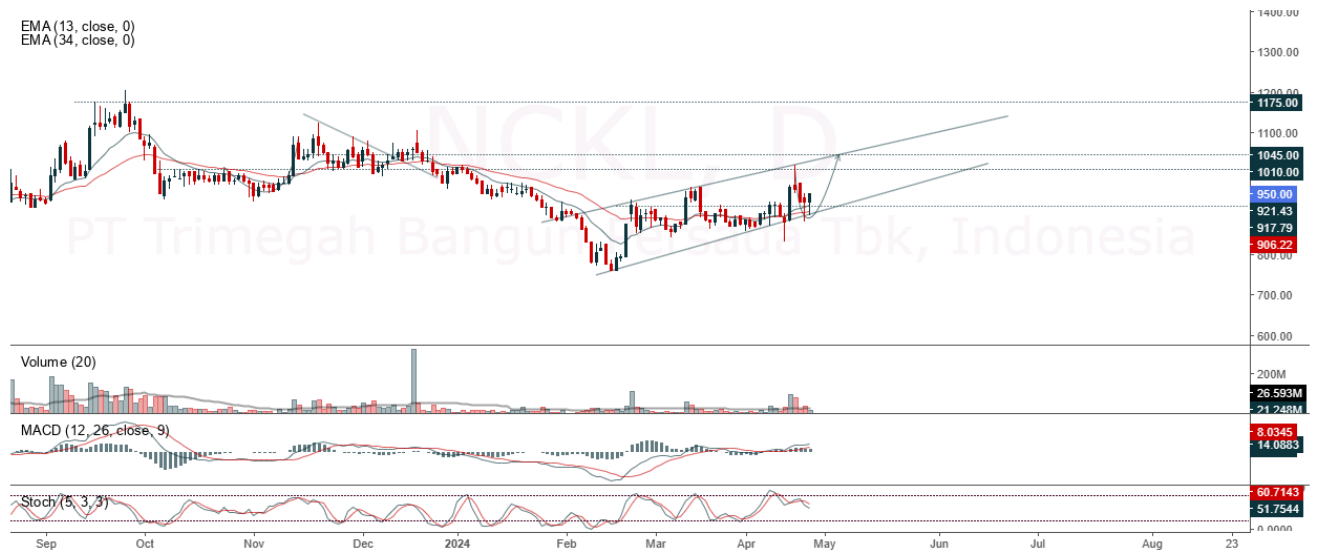 EMA (13, close, 0)
EMA (34, close, 0)
NCKL , D
PT Trimegah Bangun Persada Tbk, Indonesia
1400.00
1300.00
1200.00
1175.00
1100.00
1045.00
1010.00
950.00
921.43
917.79
906.22
800.00
700.00
600.00
Volume (20)
200M
26.593M
21.248M
MACD (12, 26, close, 9)
8.0345
14.0883
Stoch (5, 3, 3)
60.7143
51.7544
0.0000
Sep Oct Nov Dec 2024 Feb Mar Apr May Jun Jul Aug 23